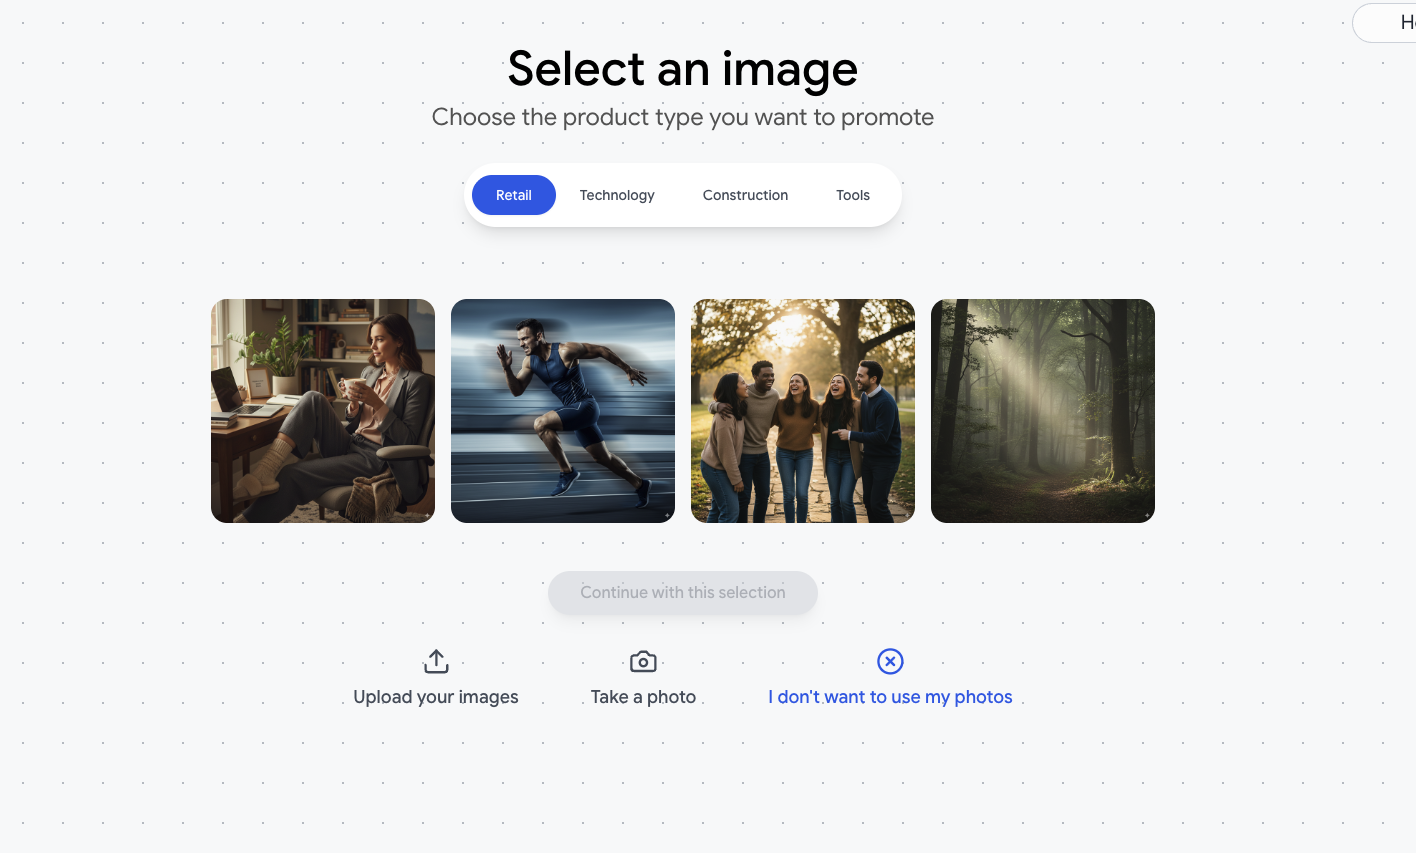 Select an image
Choose the product type you want to promote
Retail
Technology
Construction
Tools
Continue with this selection
Upload your images
Take a photo
I don't want to use my photos